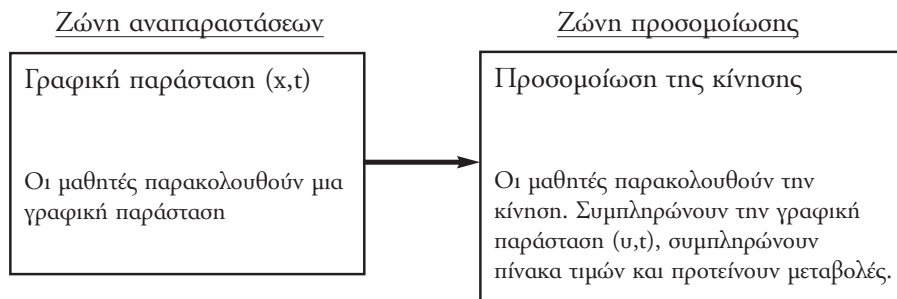 Ζώνη αναπαραστάσεων
Γραφική παράσταση (x,t)
Οι μαθητές παρακολουθούν μια
γραφική παράσταση
Ζώνη προσομοίωσης
Προσομοίωση της κίνησης
Οι μαθητές παρακολουθούν την
κίνηση. Συμπληρώνουν την γραφική
παράσταση (υ,t), συμπληρώνουν
πίνακα τιμών και προτείνουν μεταβολές.